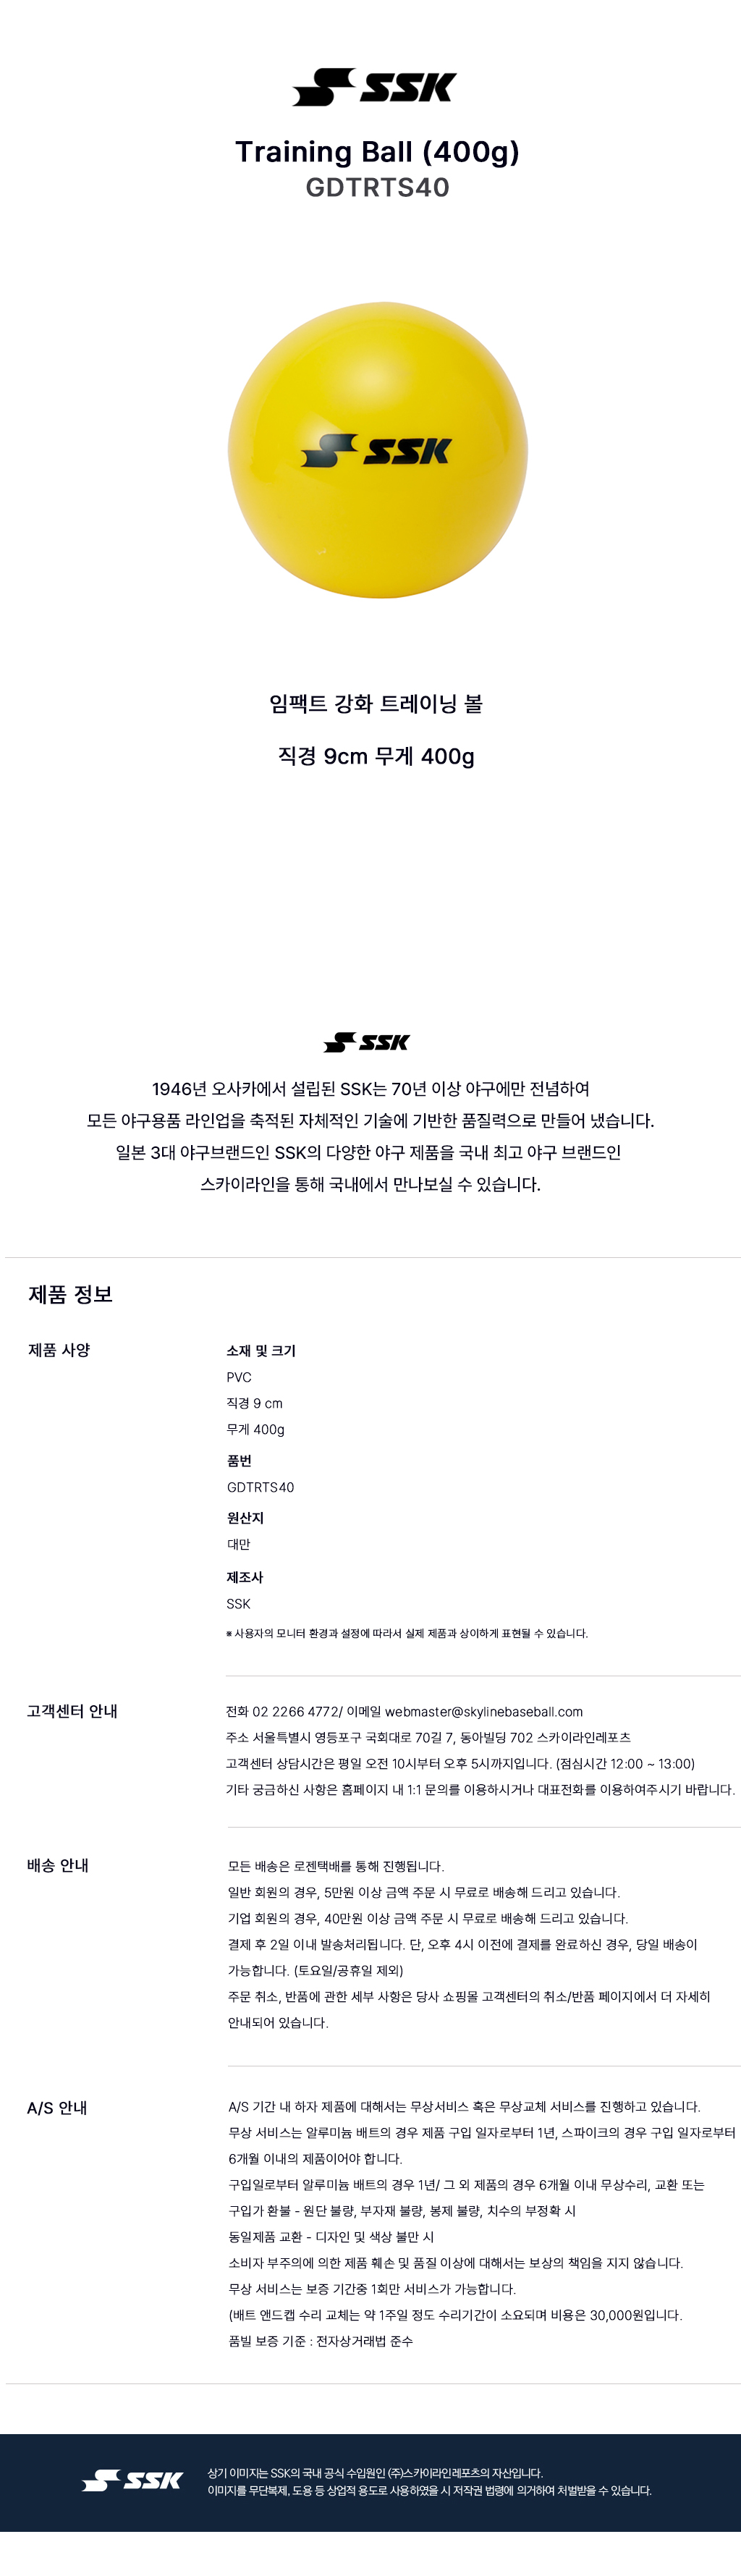 SSK
Training Ball (400g)
GDTRTS40
SSK
임팩트 강화 트레이닝 볼
직경 9cm 무게 400g
SSK
1946년 오사카에서 설립된 SSK는 70년 이상 야구에만 전념하여
모든 야구용품 라인업을 축적된 자체적인 기술에 기반한 품질력으로 만들어 냈습니다.
일본 3대 야구브랜드인 SSK의 다양한 야구 제품을 국내 최고 야구 브랜드인
스카이라인을 통해 국내에서 만나보실 수 있습니다.
제품 정보
제품 사양
소재 및 크기
PVC
직경 9 cm
무게 400g
품번
GDTRTS40
원산지
대만
제조사
SSK
※ 사용자의 모니터 환경과 설정에 따라서 실제 제품과 상이하게 표현될 수 있습니다.
고객센터 안내
전화 02 2266 4772/ 이메일 webmaster@skylinebaseball.com
주소 서울특별시 영등포구 국회대로 70길 7, 동아빌딩 702 스카이라인레포츠
고객센터 상담시간은 평일 오전 10시부터 오후 5시까지입니다. (점심시간 12:00 ~ 13:00)
기타 궁금하신 사항은 홈페이지 내 1:1 문의를 이용하시거나 대표전화를 이용하여주시기 바랍니다.
배송 안내
모든 배송은 로젠택배를 통해 진행됩니다.
일반 회원의 경우, 5만원 이상 금액 주문 시 무료로 배송해 드리고 있습니다.
기업 회원의 경우, 40만원 이상 금액 주문 시 무료로 배송해 드리고 있습니다.
결제 후 2일 이내 발송처리됩니다. 단, 오후 4시 이전에 결제를 완료하신 경우, 당일 배송이
가능합니다. (토요일/공휴일 제외)
주문 취소, 반품에 관한 세부 사항은 당사 쇼핑몰 고객센터의 취소/반품 페이지에서 더 자세히
안내되어 있습니다.
A/S 안내
A/S 기간 내 하자 제품에 대해서는 무상서비스 혹은 무상교체 서비스를 진행하고 있습니다.
무상 서비스는 알루미늄 배트의 경우 제품 구입 일자로부터 1년, 스파이크의 경우 구입 일자로부터
6개월 이내의 제품이어야 합니다.
구입일로부터 알루미늄 배트의 경우 1년/ 그 외 제품의 경우 6개월 이내 무상수리, 교환 또는
구입가 환불 - 원단 불량, 부자재 불량, 봉제 불량, 치수의 부정확 시
동일제품 교환 - 디자인 및 색상 불만 시
소비자 부주의에 의한 제품 훼손 및 품질 이상에 대해서는 보상의 책임을 지지 않습니다.
무상 서비스는 보증 기간중 1회만 서비스가 가능합니다.
(배트 앤드캡 수리 교체는 약 1주일 정도 수리기간이 소요되며 비용은 30,000원입니다.
품빌 보증 기준 : 전자상거래법 준수
SSK
상기 이미지는 SSK의 국내 공식 수입원인 (주)스카이라인레포츠의 자산입니다.
이미지를 무단복제, 도용 등 상업적 용도로 사용하였을 시 저작권 법령에 의거하여 처벌받을 수 있습니다.